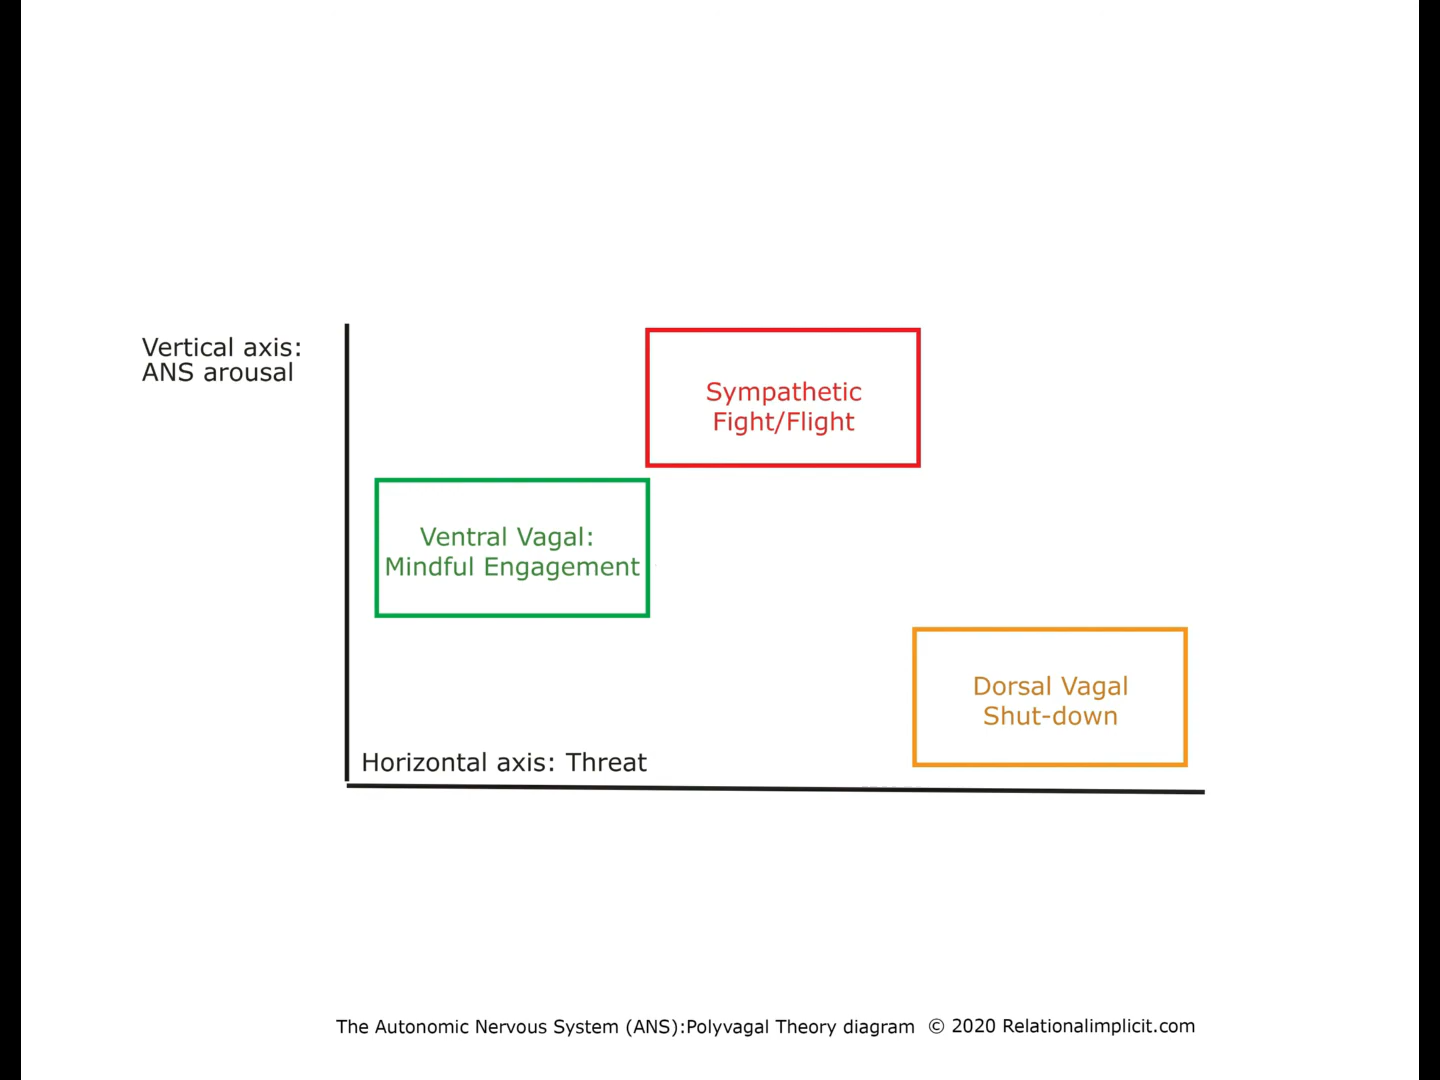 Vertical axis:
ANS arousal
Sympathetic
Fight/Flight
Ventral Vagal:
Mindful Engagement
Dorsal Vagal
Shut-down
Horizontal axis: Threat
The Autonomic Nervous System (ANS):Polyvagal Theory diagram © 2020 Relationalimplicit.com